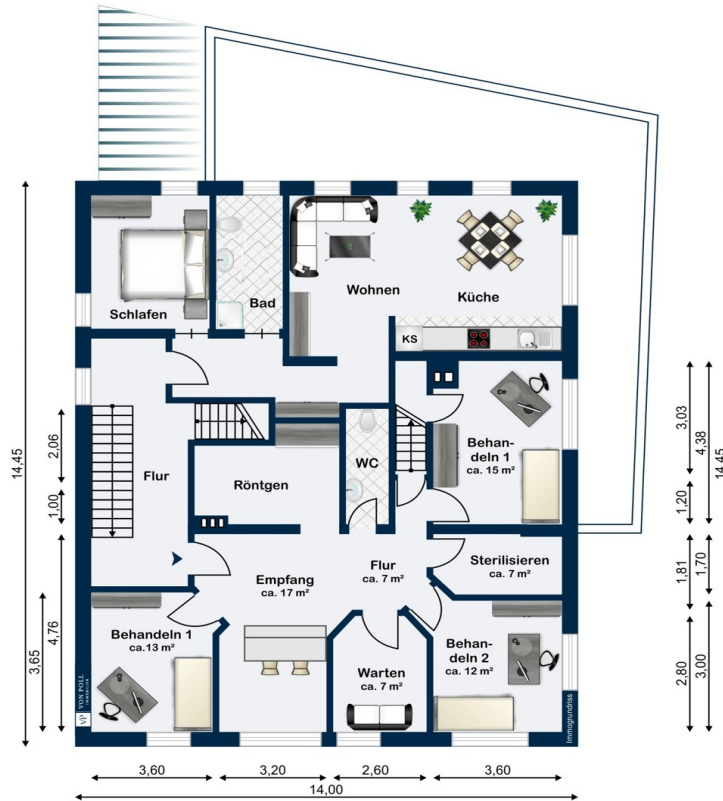 Schlafen
Bad
Wohnen
Küche
KS
Behan-
deln 1
ca. 15 m²
WC
Flur
Röntgen
Empfang
ca. 17 m²
Flur
ca. 7 m²
Sterilisieren
ca. 7 m²
Behandeln 1
ca.13 m²
Warten
ca. 7 m²
Behan-
deln 2
ca. 12 m²
VP VON POLL
IMMOBILIEN
Immogrundriss
14,45
2,06
1,00
4,76
3,65
3,03
4,38
14,45
1,20
1,81
1,70
2,80
3,00
3,60
3,20
2,60
3,60
14,00